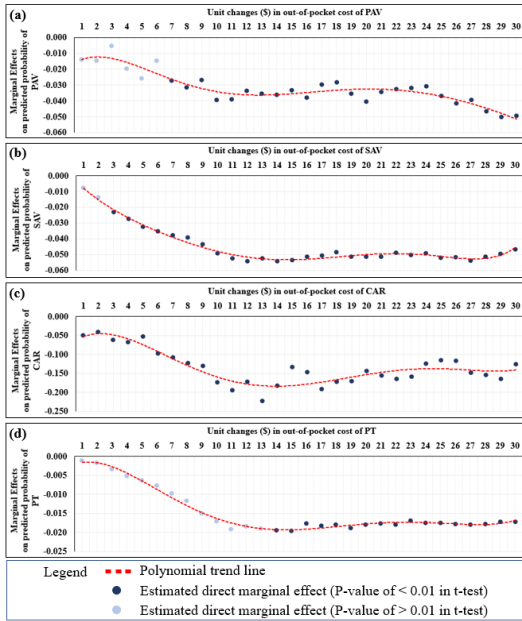 (a)
Unit changes ($) in out-of-pocket cost of PAV
1 2 3 4 5 6 7 8 9 10 11 12 13 14 15 16 17 18 19 20 21 22 23 24 25 26 27 28 29 30
Marginal Effects
on predicted probability of
PAV
0.000
-0.010
-0.020
-0.030
-0.040
-0.050
-0.060
(b)
Unit changes ($) in out-of-pocket cost of SAV
1 2 3 4 5 6 7 8 9 10 11 12 13 14 15 16 17 18 19 20 21 22 23 24 25 26 27 28 29 30
Marginal Effects
on predicted probability of
SAV
0.000
-0.010
-0.020
-0.030
-0.040
-0.050
-0.060
(c)
Unit changes ($) in out-of-pocket cost of CAR
1 2 3 4 5 6 7 8 9 10 11 12 13 14 15 16 17 18 19 20 21 22 23 24 25 26 27 28 29 30
Marginal Effects
on predicted probability of
CAR
0.000
-0.050
-0.100
-0.150
-0.200
-0.250
(d)
Unit changes ($) in out-of-pocket cost of PT
1 2 3 4 5 6 7 8 9 10 11 12 13 14 15 16 17 18 19 20 21 22 23 24 25 26 27 28 29 30
Marginal Effects
on predicted probability of
PT
0.000
-0.005
-0.010
-0.015
-0.020
-0.025
Legend
Polynomial trend line
Estimated direct marginal effect (P-value of < 0.01 in t-test)
Estimated direct marginal effect (P-value of > 0.01 in t-test)